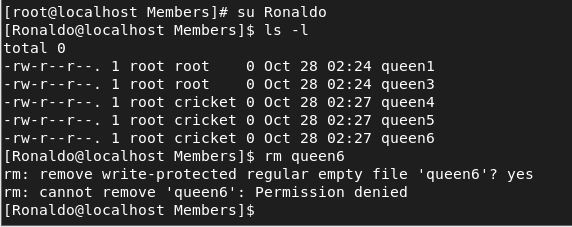 [root@localhost Members]# su Ronaldo
[Ronaldo@localhost Members]$ ls -l
total 0
-rw-r--r--. 1 root root    0 Oct 28 02:24 queen1
-rw-r--r--. 1 root root    0 Oct 28 02:24 queen3
-rw-r--r--. 1 root cricket 0 Oct 28 02:27 queen4
-rw-r--r--. 1 root cricket 0 Oct 28 02:27 queen5
-rw-r--r--. 1 root cricket 0 Oct 28 02:27 queen6
[Ronaldo@localhost Members]$ rm queen6
rm: remove write-protected regular empty file 'queen6'? yes
rm: cannot remove 'queen6': Permission denied
[Ronaldo@localhost Members]$